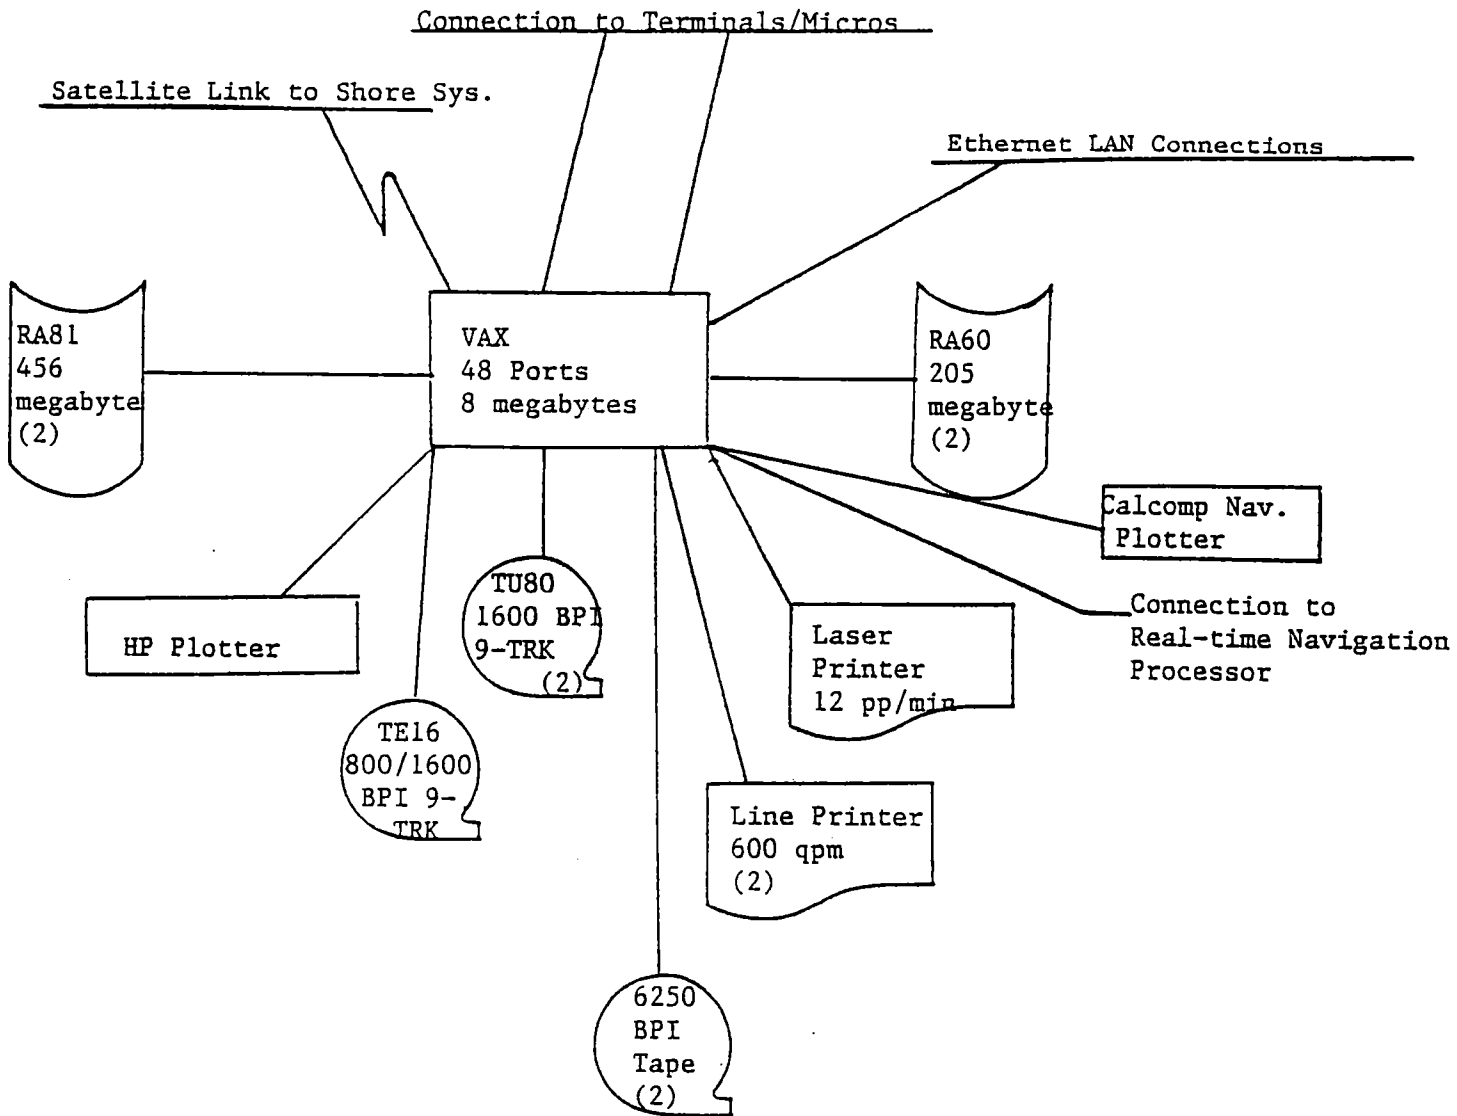 Connection to Terminals/Micros
Satellite Link to Shore Sys.
Ethernet LAN Connections
RA81
456
megabyte
(2)
VAX
48 Ports
8 megabytes
RA60
205
megabyte
(2)
Calcomp Nav.
Plotter
Connection to
Real-time Navigation
Processor
HP Plotter
TU80
1600 BPI
9-TRK
(2)
Laser
Printer
12 pp/min
TE16
800/1600
BPI 9-
TRK
Line Printer
600 qpm
(2)
6250
BPI
Tape
(2)